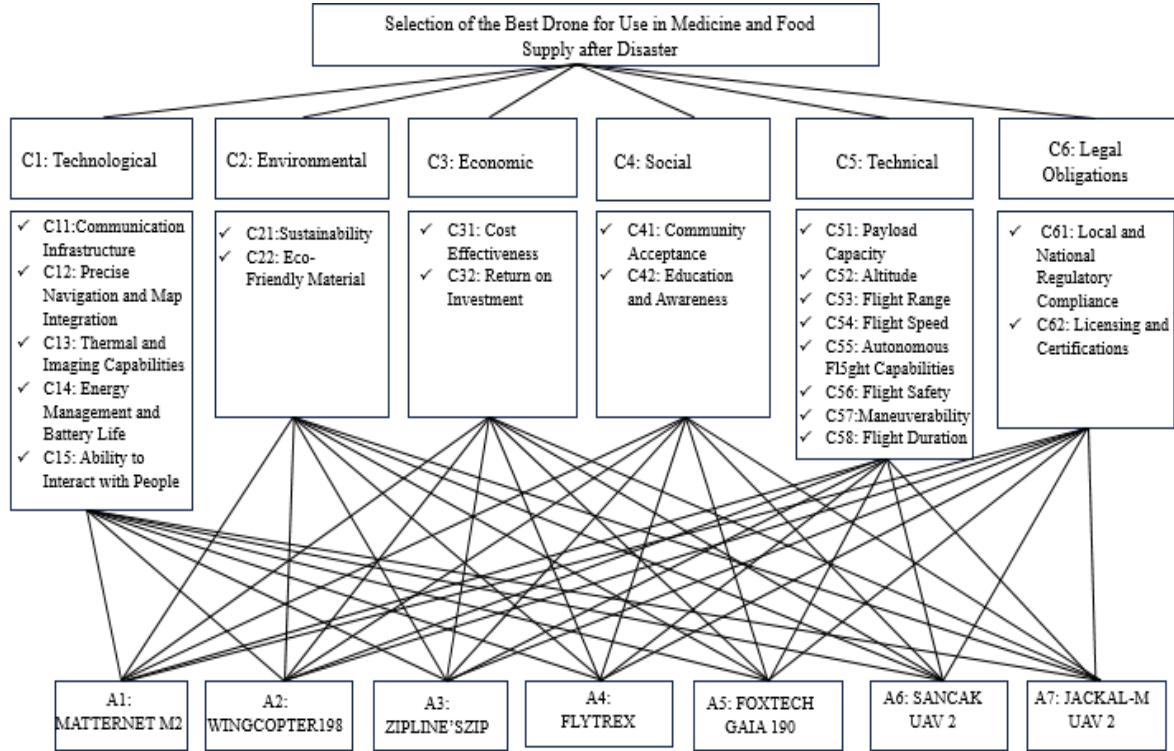 Selection of the Best Drone for Use in Medicine and Food
Supply after Disaster
C1: Technological
C2: Environmental
C3: Economic
C4: Social
C5: Technical
C6: Legal
Obligations
✓ C11:Communication
Infrastructure
✓ C12: Precise
Navigation and Map
Integration
✓ C13: Thermal and
Imaging Capabilities
✓ C14: Energy
Management and
Battery Life
✓ C15: Ability to
Interact with People
✓ C21:Sustainability
✓ C22: Eco-
Friendly Material
✓ C31: Cost
Effectiveness
✓ C32: Return on
Investment
✓ C41: Community
Acceptance
✓ C42: Education
and Awareness
✓ C51: Payload
Capacity
✓ C52: Altitude
✓ C53: Flight Range
✓ C54: Flight Speed
✓ C55: Autonomous
Fl5ght Capabilities
✓ C56: Flight Safety
✓ C57:Maneuverability
✓ C58: Flight Duration
✓ C61: Local and
National
Regulatory
Compliance
✓ C62: Licensing and
Certifications
A1:
MATTERNET M2
A2:
WINGCOPTER198
A3:
ZIPLINE'SZIP
A4:
FLYTREX
A5: FOXTECH
GAIA 190
A6: SANCAK
UAV 2
A7: JACKAL-M
UAV 2